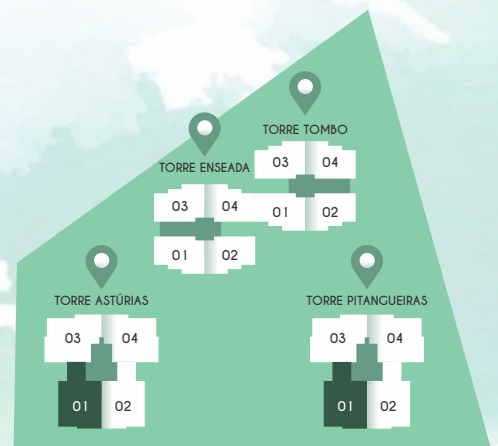 TORRE TOMBO
03 04
01 02
TORRE ENSEADA
03 04
01 02
TORRE ASTÚRIAS
03 04
01 02
TORRE PITANGUEIRAS
03 04
01 02